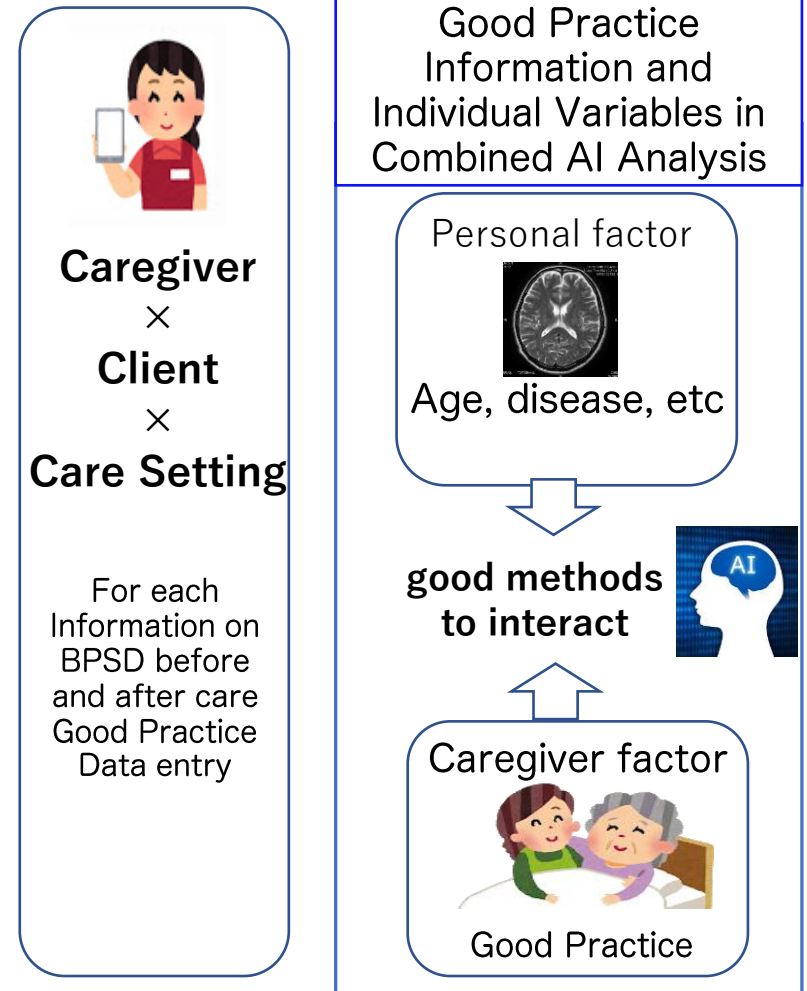 Caregiver
×
Client
×
Care Setting
For each
Information on
BPSD before
and after care
Good Practice
Data entry
Good Practice
Information and
Individual Variables in
Combined AI Analysis
Personal factor
Age, disease, etc
good methods
to interact
AI
Caregiver factor
Good Practice